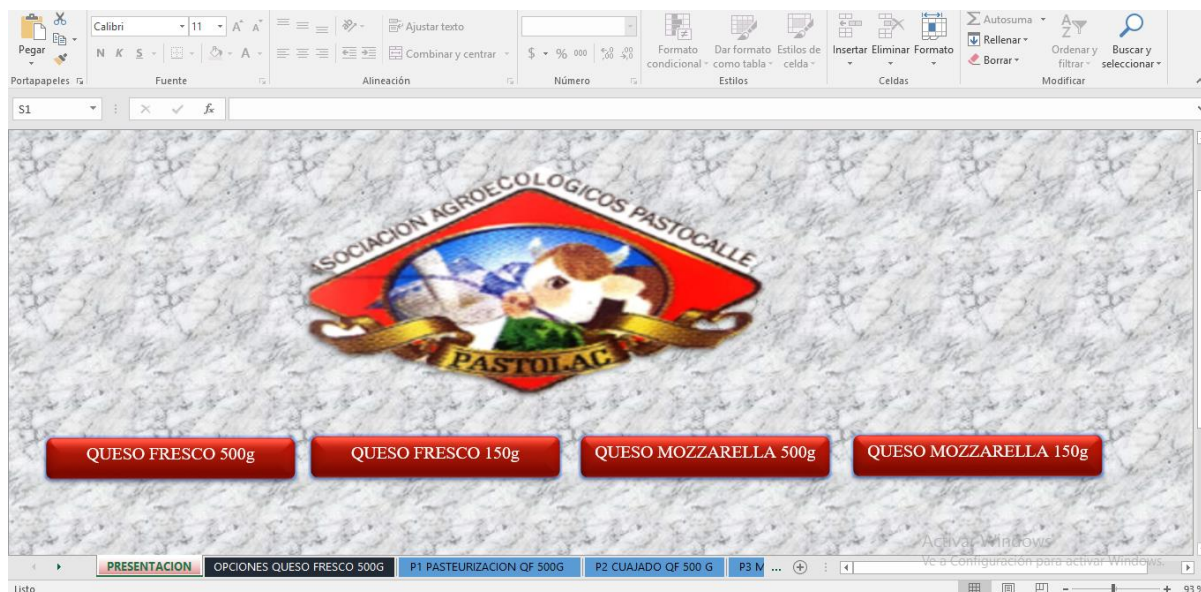 Calibri
11
Ajustar texto
Autosuma
Pegar
N K S
Combinar y centrar
$ % 000
Formato condicional
Dar formato como tabla
Estilos de celda
Insertar
Eliminar
Formato
Rellenar
Borrar
Ordenar y filtrar
Buscar y seleccionar
Portapapeles
Fuente
Alineación
Número
Estilos
Celdas
Modificar
S1
fx
ASOCIACION AGROECOLOGICOS PASTOCALLE
PASTOLAC
QUESO FRESCO 500g
QUESO FRESCO 150g
QUESO MOZZARELLA 500g
QUESO MOZZARELLA 150g
Activar Windows
Ve a Configuración para activar Windows.
PRESENTACION
OPCIONES QUESO FRESCO 500G
P1 PASTEURIZACION QF 500G
P2 CUAJADO QF 500 G
P3 M
...
Listo
93 %